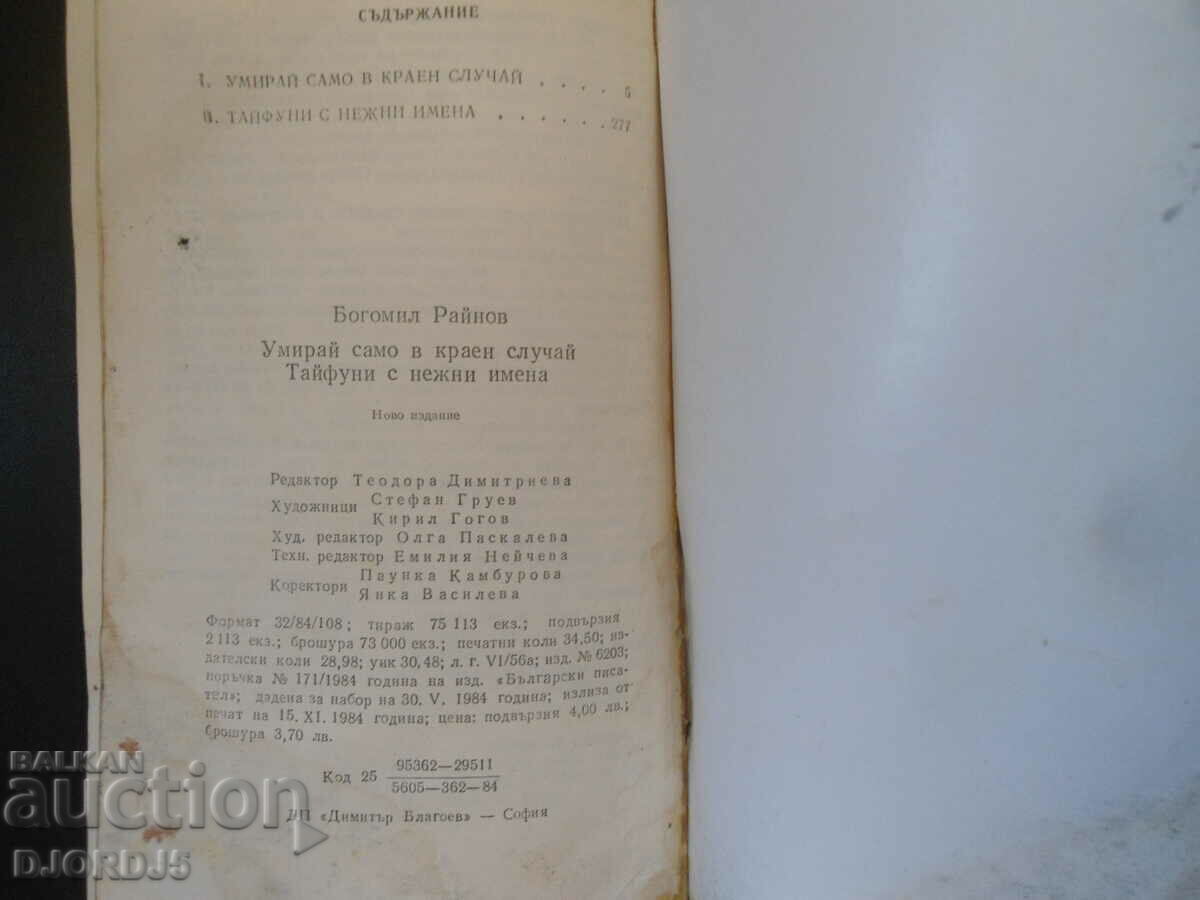 СЪДЪРЖАНИЕ
I. УМИРАЙ САМО В КРАЕН СЛУЧАЙ . . . . 5
II. ТАЙФУНИ С НЕЖНИ ИМЕНА . . . . . . 277
Богомил Райнов
Умирай само в краен случай
Тайфуни с нежни имена
Ново издание
Редактор Теодора Димитриева
Художници Стефан Груев
Кирил Гогов
Худ. редактор Олга Паскалева
Техн. редактор Емилия Нейчева
Коректори Паунка Камбурова
Янка Василева
Формат 32/84/108; тираж 75 113 екз.; подвързия
2 113 екз.; брошура 73 000 екз.; печатни коли 34,50; из-
дателски коли 28,98; уик 30,48; л. г. VI/56а; изд. № 6203;
поръчка № 171/1984 година на изд. «Български писа-
тел»; дадена за набор на 30. V. 1984 година; излиза от
печат на 15. XI. 1984 година; цена: подвързия 4,00 лв.;
брошура 3,70 лв.
Код 25 95362—29511
5605—362—84
ДП «Димитър Благоев» — София
BALKAN
auction
DJORDJ5